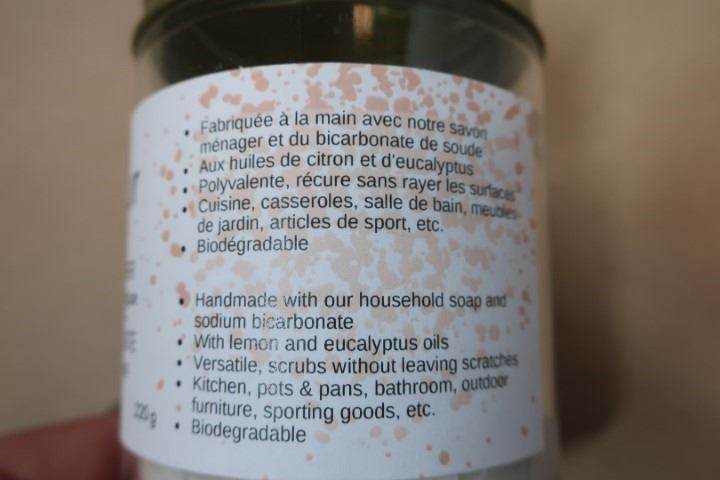 • Fabriquée à la main avec notre savon
ménager et du bicarbonate de soude
• Aux huiles de citron et d'eucalyptus
• Polyvalente, récure sans rayer les surfaces
• Cuisine, casseroles, salle de bain, meubles
de jardin, articles de sport, etc.
• Biodégradable
• Handmade with our household soap and
sodium bicarbonate
• With lemon and eucalyptus oils
• Versatile, scrubs without leaving scratches
• Kitchen, pots & pans, bathroom, outdoor
furniture, sporting goods, etc.
• Biodegradable
220 g